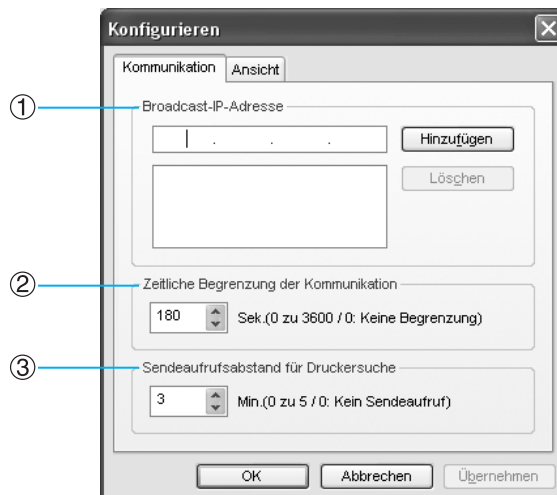 Konfigurieren
Kommunikation Ansicht
① Broadcast-IP-Adresse
. . .
Hinzufügen
Löschen
② Zeitliche Begrenzung der Kommunikation
180 Sek.(0 zu 3600 / 0: Keine Begrenzung)
③ Sendeaufrufsabstand für Druckersuche
3 Min.(0 zu 5 / 0: Kein Sendeaufruf)
OK Abbrechen Übernehmen